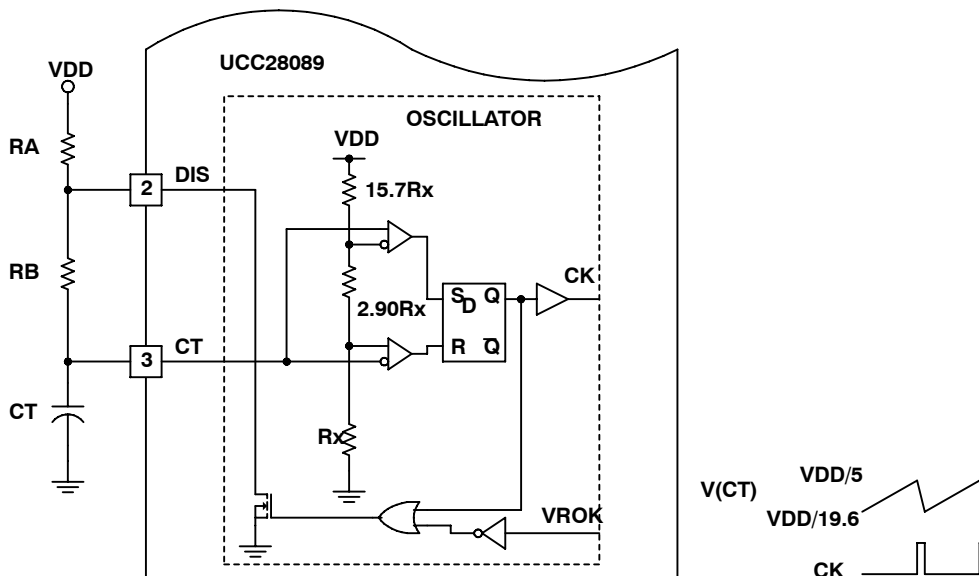 UCC28089
VDD
OSCILLATOR
VDD
RA
2
DIS
15.7Rx
RB
CK
2.90Rx
S
D
Q
R
Q̅
3
CT
CT
Rx
V(CT)
VDD/5
VDD/19.6
VROK
CK